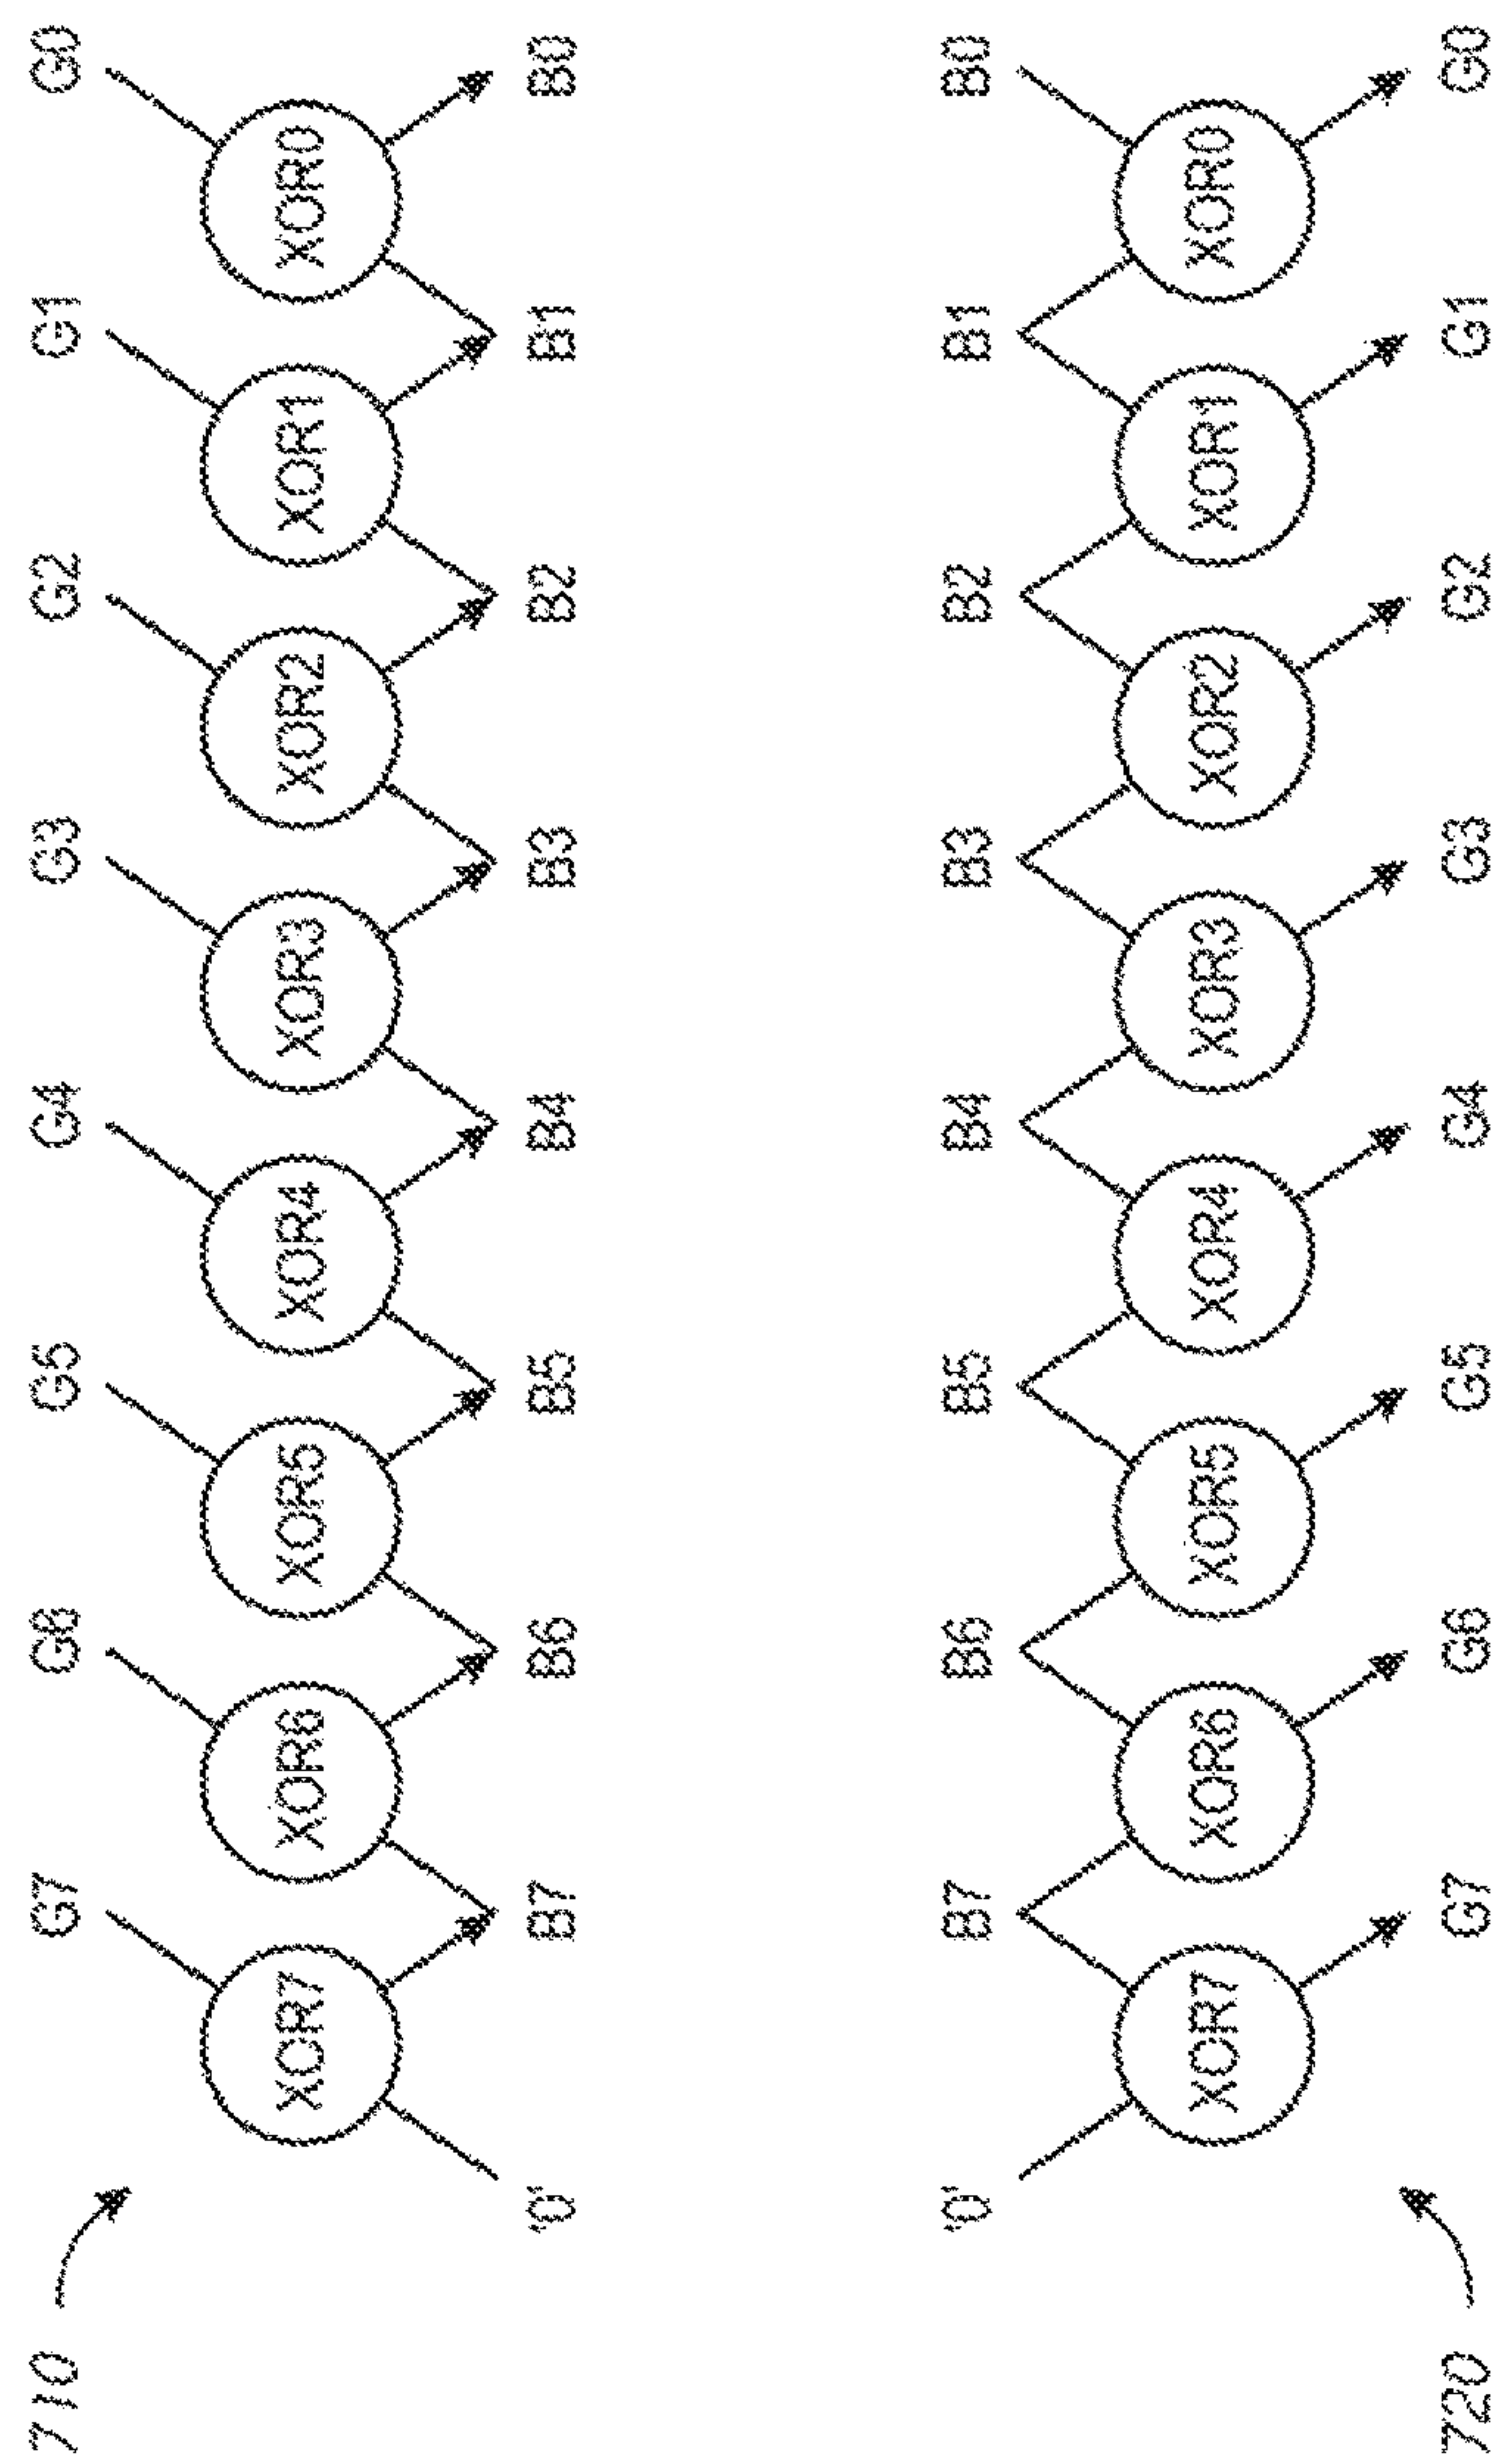 710
G7 G6 G5 G4 G3 G2 G1 G0
XOR7 XOR6 XOR5 XOR4 XOR3 XOR2 XOR1 XOR0
'0' B7 B6 B5 B4 B3 B2 B1 B0
'0' B7 B6 B5 B4 B3 B2 B1 B0
XOR7 XOR6 XOR5 XOR4 XOR3 XOR2 XOR1 XOR0
G7 G6 G5 G4 G3 G2 G1 G0
720